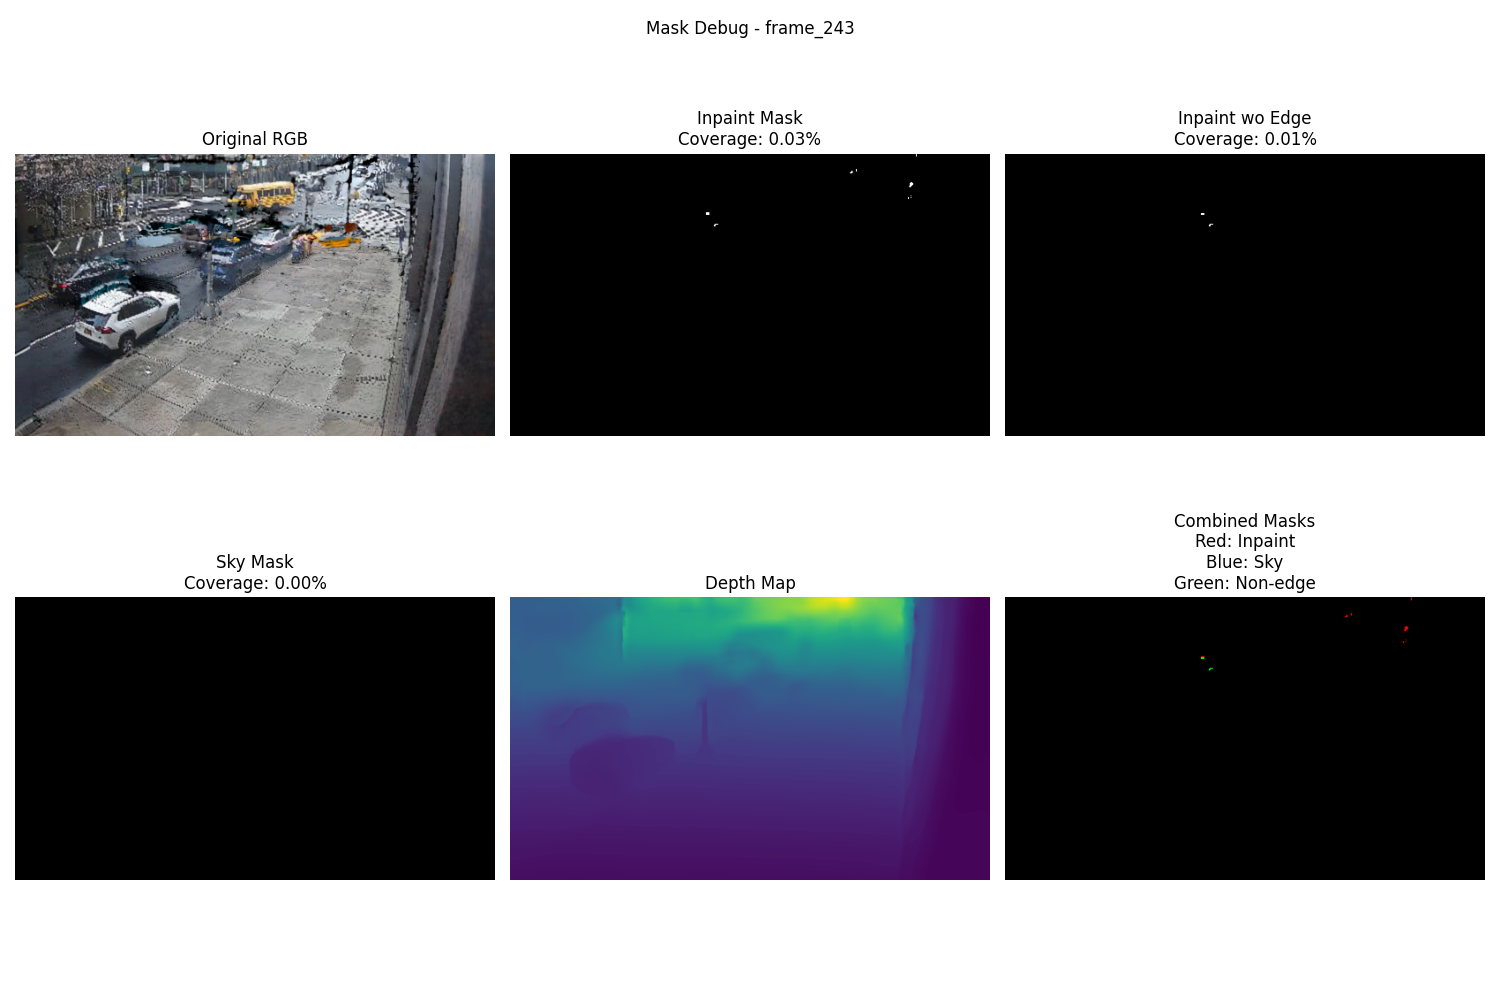 Mask Debug - frame_243
Original RGB
Inpaint Mask
Coverage: 0.03%
Inpaint wo Edge
Coverage: 0.01%
Sky Mask
Coverage: 0.00%
Depth Map
Combined Masks
Red: Inpaint
Blue: Sky
Green: Non-edge